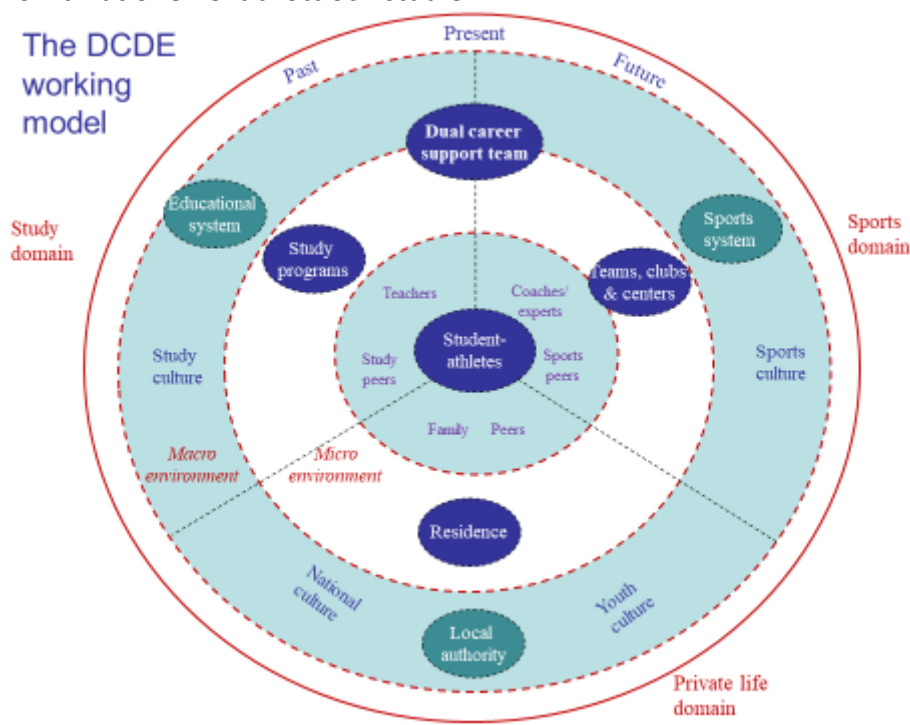 The DCDE
working
model
Past
Present
Future
Dual career
support team
Educational
system
Sports
system
Study
domain
Sports
domain
Study
programs
Teams, clubs
& centers
Teachers
Coaches/
experts
Student-
athletes
Study
peers
Sports
peers
Study
culture
Sports
culture
Family
Peers
Macro
environment
Micro
environment
Residence
National
culture
Youth
culture
Local
authority
Private life
domain